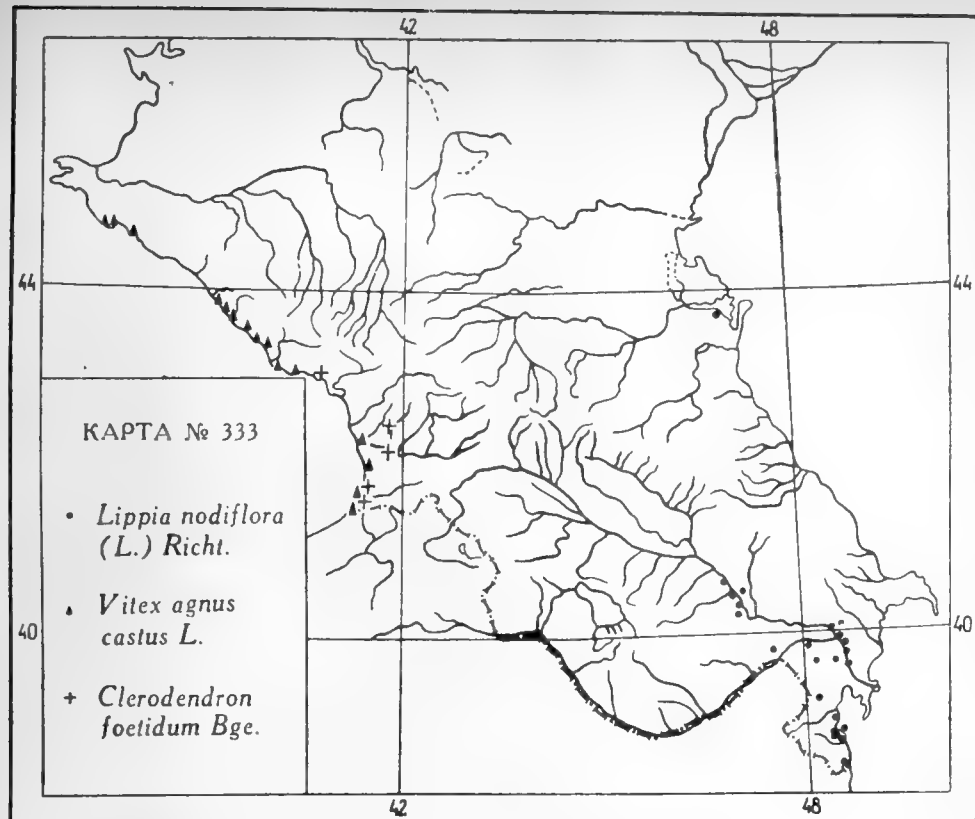 42 48
44 44
КАРТА № 333
• Lippia nodiflora
(L.) Richt.
▲ Vitex agnus
castus L.
40 40
+ Clerodendron
foetidum Bge.
42 48